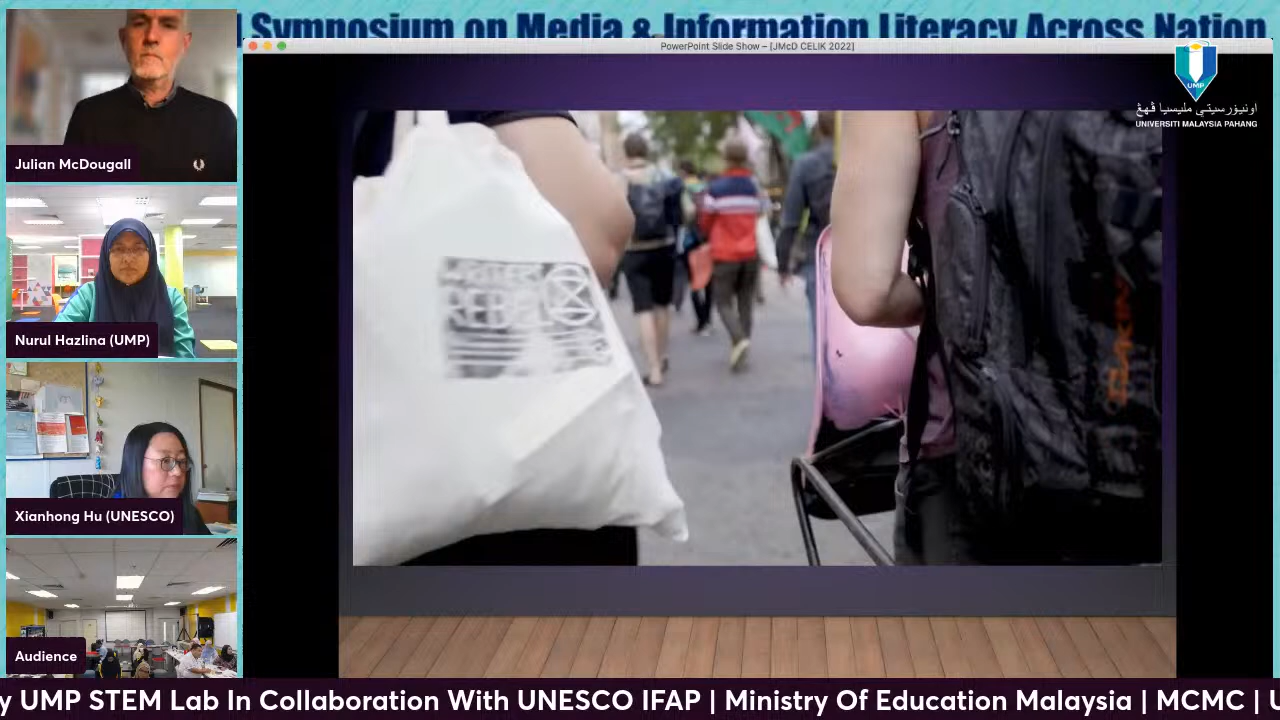 Symposium on Media & Information Literacy Across Nation
PowerPoint Slide Show – [JMcD CELIK 2022]
UMP
اونيۏرسيتي مليسيا ڤهڠ
UNIVERSITI MALAYSIA PAHANG
Julian McDougall
Nurul Hazlina (UMP)
Xianhong Hu (UNESCO)
Audience
REBEL
y UMP STEM Lab In Collaboration With UNESCO IFAP | Ministry Of Education Malaysia | MCMC | U